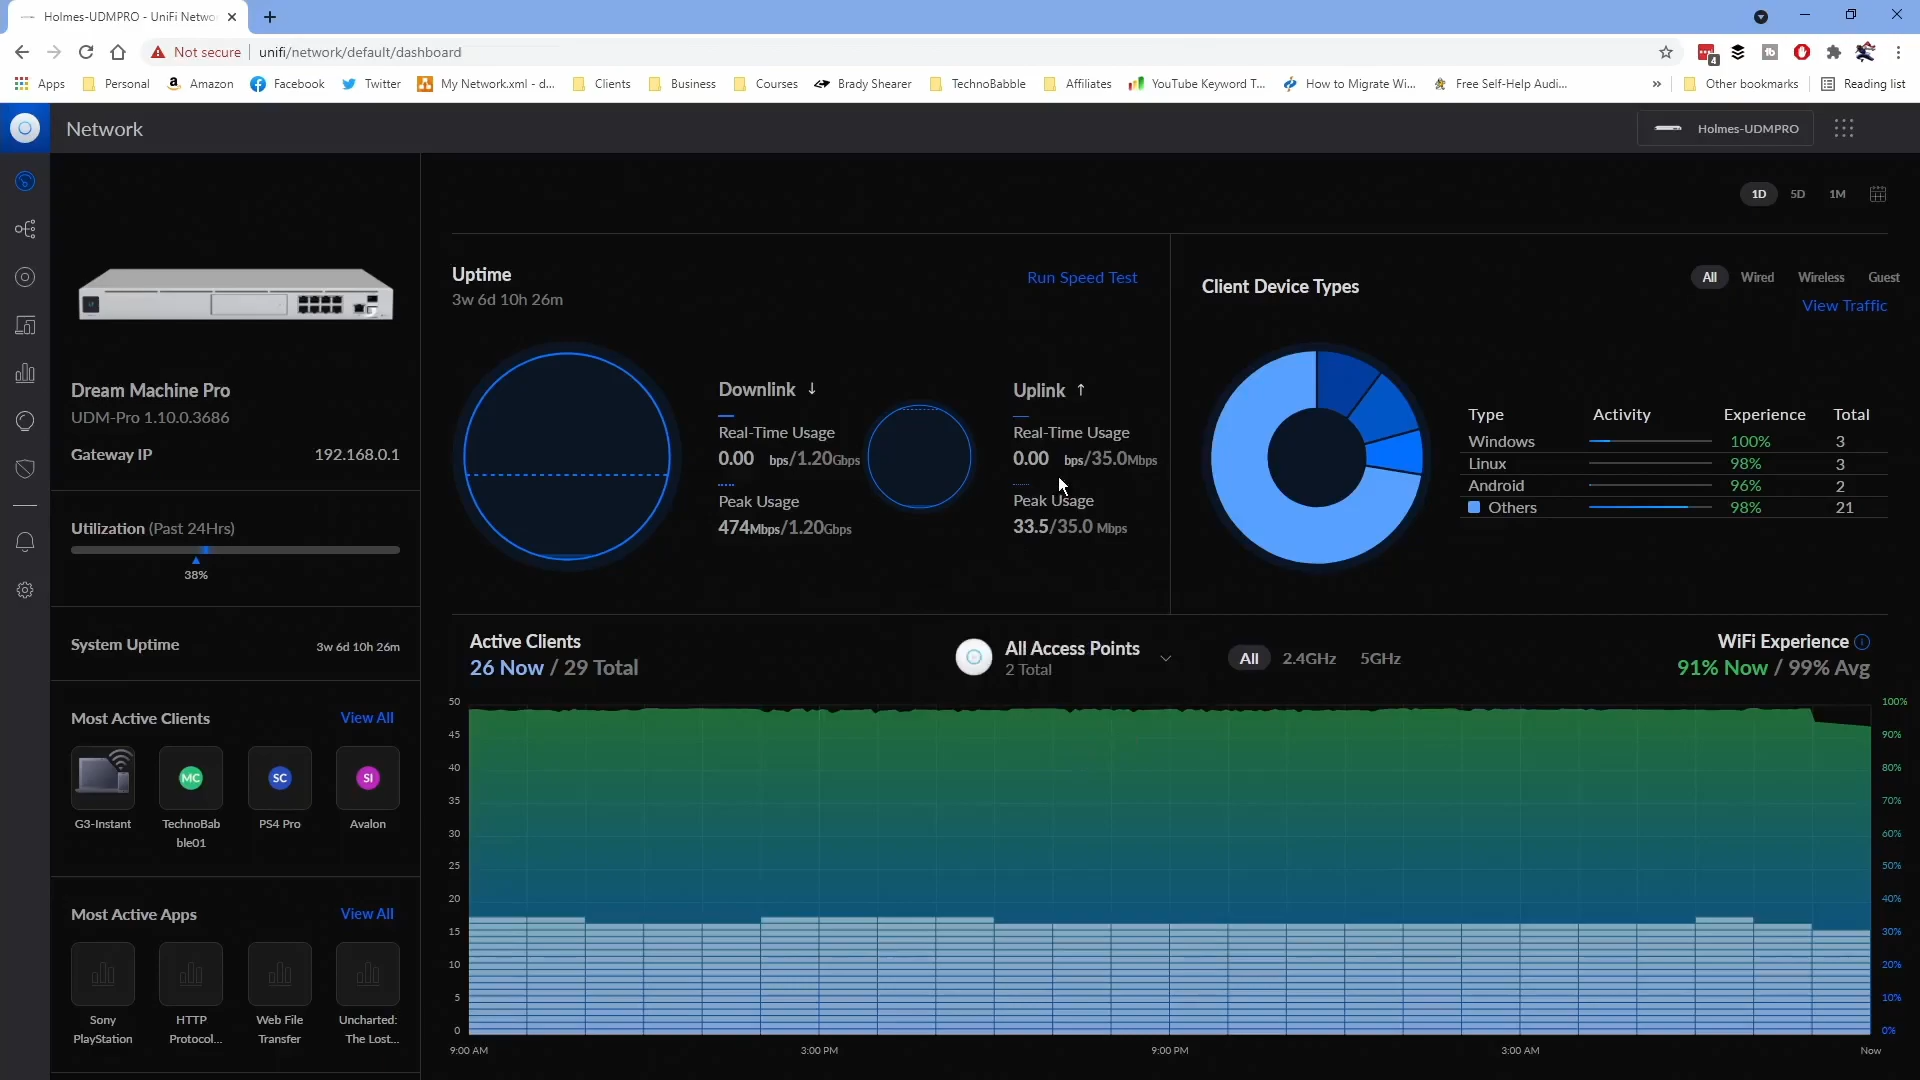 Holmes-UDMPRO - UniFi Netwo
Not secure
unifi/network/default/dashboard
4
Apps
Personal
Amazon
Facebook
Twitter
My Network.xml - d...
Clients
Business
Courses
Brady Shearer
TechnoBabble
Affiliates
YouTube Keyword T...
How to Migrate Wi...
Free Self-Help Audi...
»
Other bookmarks
Reading list
Network
Holmes-UDMPRO
1D
5D
1M
Dream Machine Pro
UDM-Pro 1.10.0.3686
Gateway IP 192.168.0.1
Utilization (Past 24Hrs)
38%
System Uptime 3w 6d 10h 26m
Most Active Clients View All
MC
SC
SI
G3-Instant
TechnoBab
ble01
PS4 Pro
Avalon
Most Active Apps View All
Sony
PlayStation
HTTP
Protocol...
Web File
Transfer
Uncharted:
The Lost...
Uptime
3w 6d 10h 26m
Run Speed Test
Downlink ↓
Real-Time Usage
0.00 bps/1.20Gbps
Peak Usage
474Mbps/1.20Gbps
Uplink ↑
Real-Time Usage
0.00 bps/35.0Mbps
Peak Usage
33.5/35.0 Mbps
Client Device Types
All
Wired
Wireless
Guest
View Traffic
Type Activity Experience Total
Windows 100% 3
Linux 98% 3
Android 96% 2
Others 98% 21
Active Clients
26 Now / 29 Total
All Access Points
2 Total
All
2.4GHz
5GHz
WiFi Experience
91% Now / 99% Avg
50
45
40
35
30
25
20
15
10
5
0
100%
90%
80%
70%
60%
50%
40%
30%
20%
10%
0%
9:00 AM
3:00 PM
9:00 PM
3:00 AM
Now